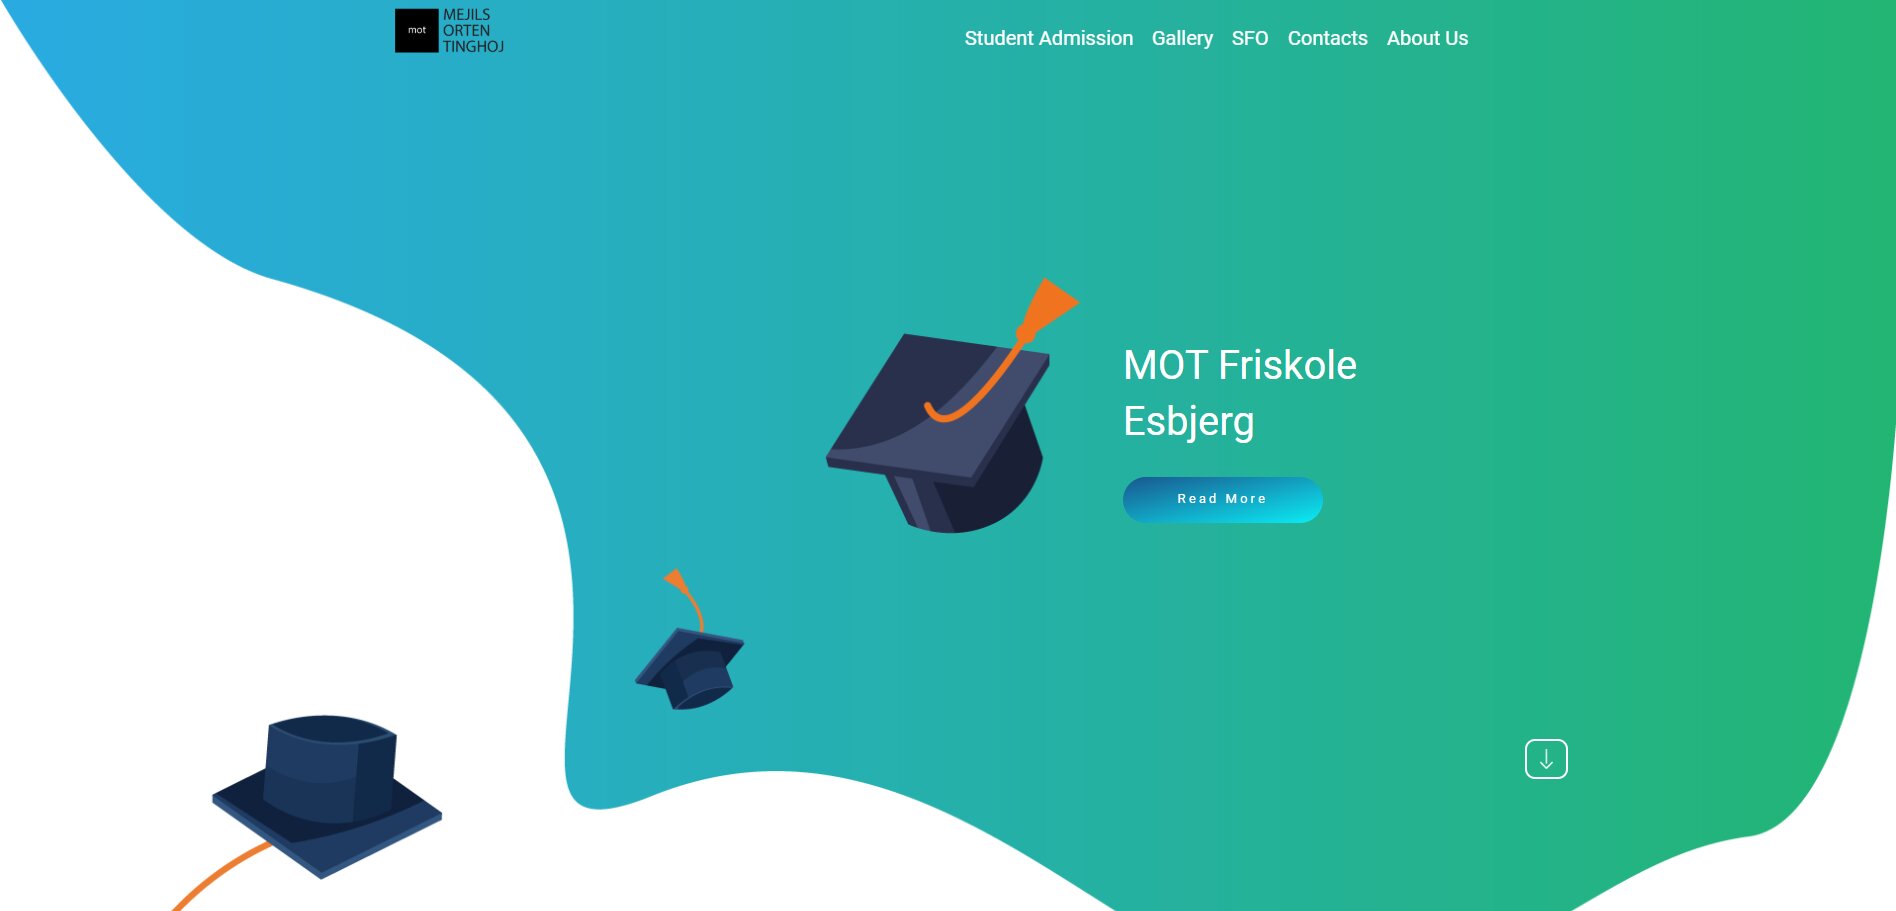 mot
MEJILS
ORTEN
TINGHOJ
Student Admission Gallery SFO Contacts About Us
MOT Friskole
Esbjerg
Read More